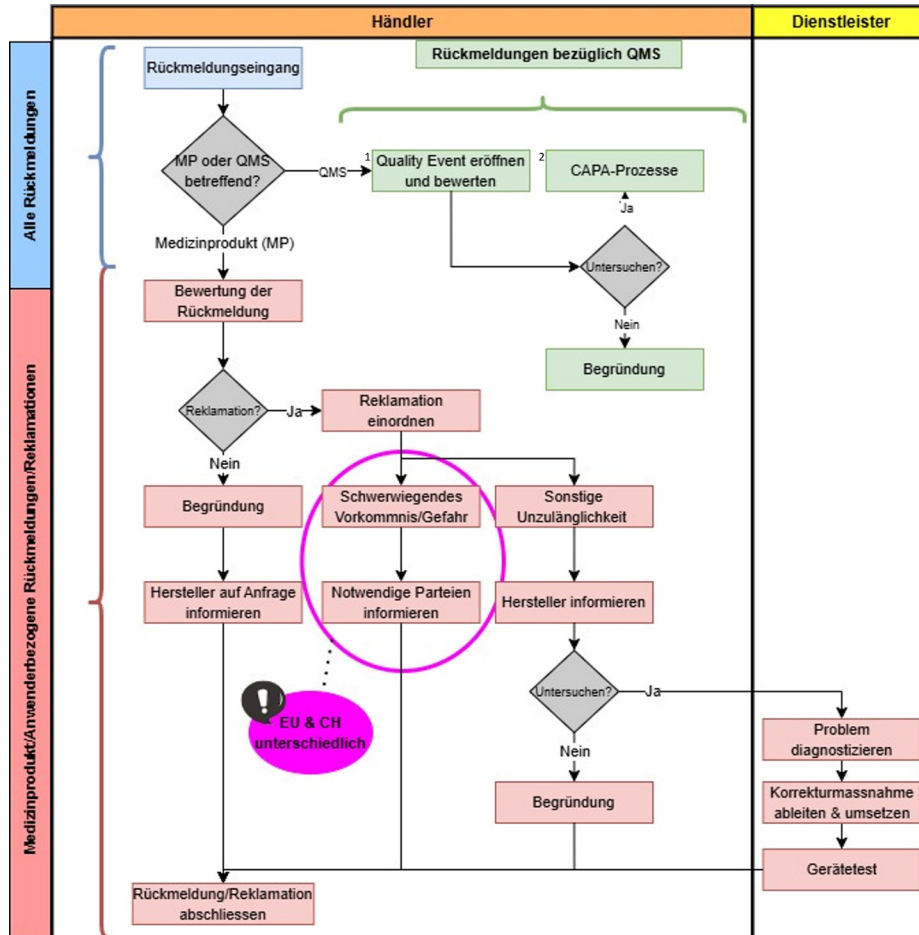 Händler
Dienstleister
Alle Rückmeldungen
Medizinprodukt/Anwenderbezogene Rückmeldungen/Reklamationen
Rückmeldungseingang
Rückmeldungen bezüglich QMS
MP oder QMS
betreffend?
QMS
1
Quality Event eröffnen
und bewerten
2
CAPA-Prozesse
Ja
Untersuchen?
Nein
Begründung
Medizinprodukt (MP)
Bewertung der
Rückmeldung
Reklamation?
Ja
Reklamation
einordnen
Nein
Begründung
Schwerwiegendes
Vorkommnis/Gefahr
Sonstige
Unzulänglichkeit
Hersteller auf Anfrage
informieren
Notwendige Parteien
informieren
Hersteller informieren
!
EU & CH
unterschiedlich
Untersuchen?
Ja
Nein
Begründung
Problem
diagnostizieren
Korrekturmassnahme
ableiten & umsetzen
Gerätetest
Rückmeldung/Reklamation
abschliessen